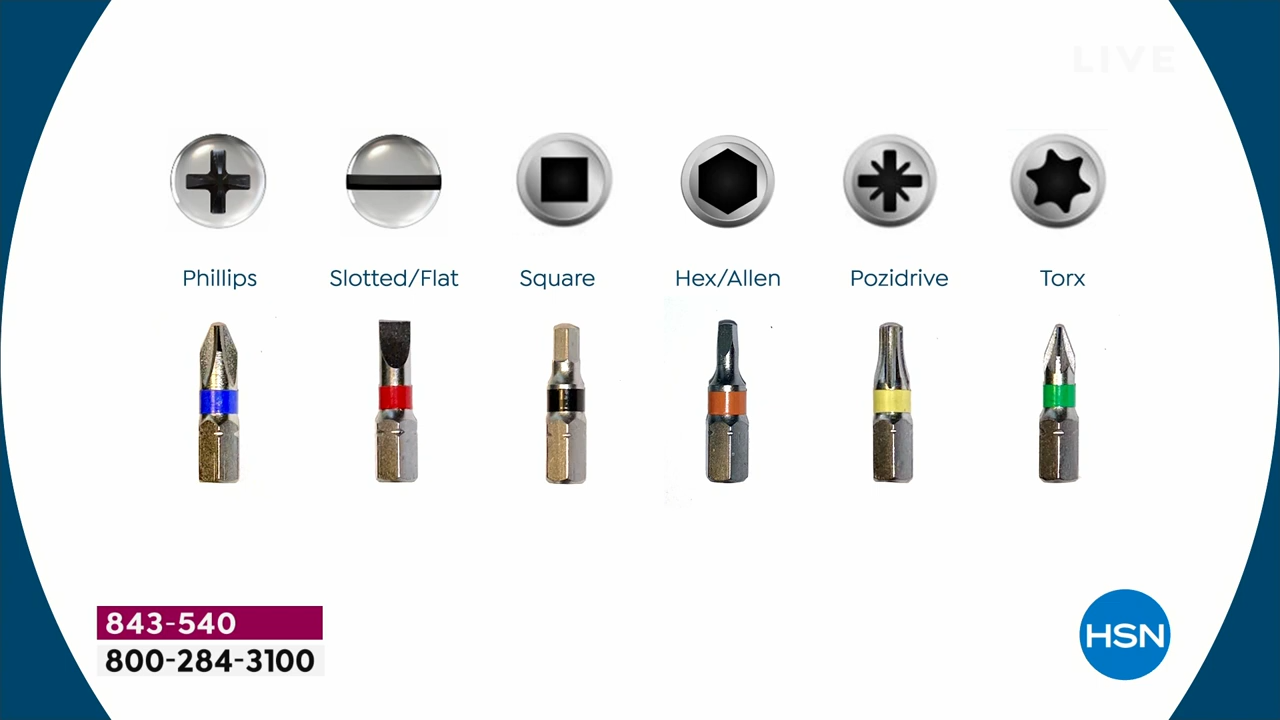 LIVE
Phillips
Slotted/Flat
Square
Hex/Allen
Pozidrive
Torx
843-540
800-284-3100
HSN